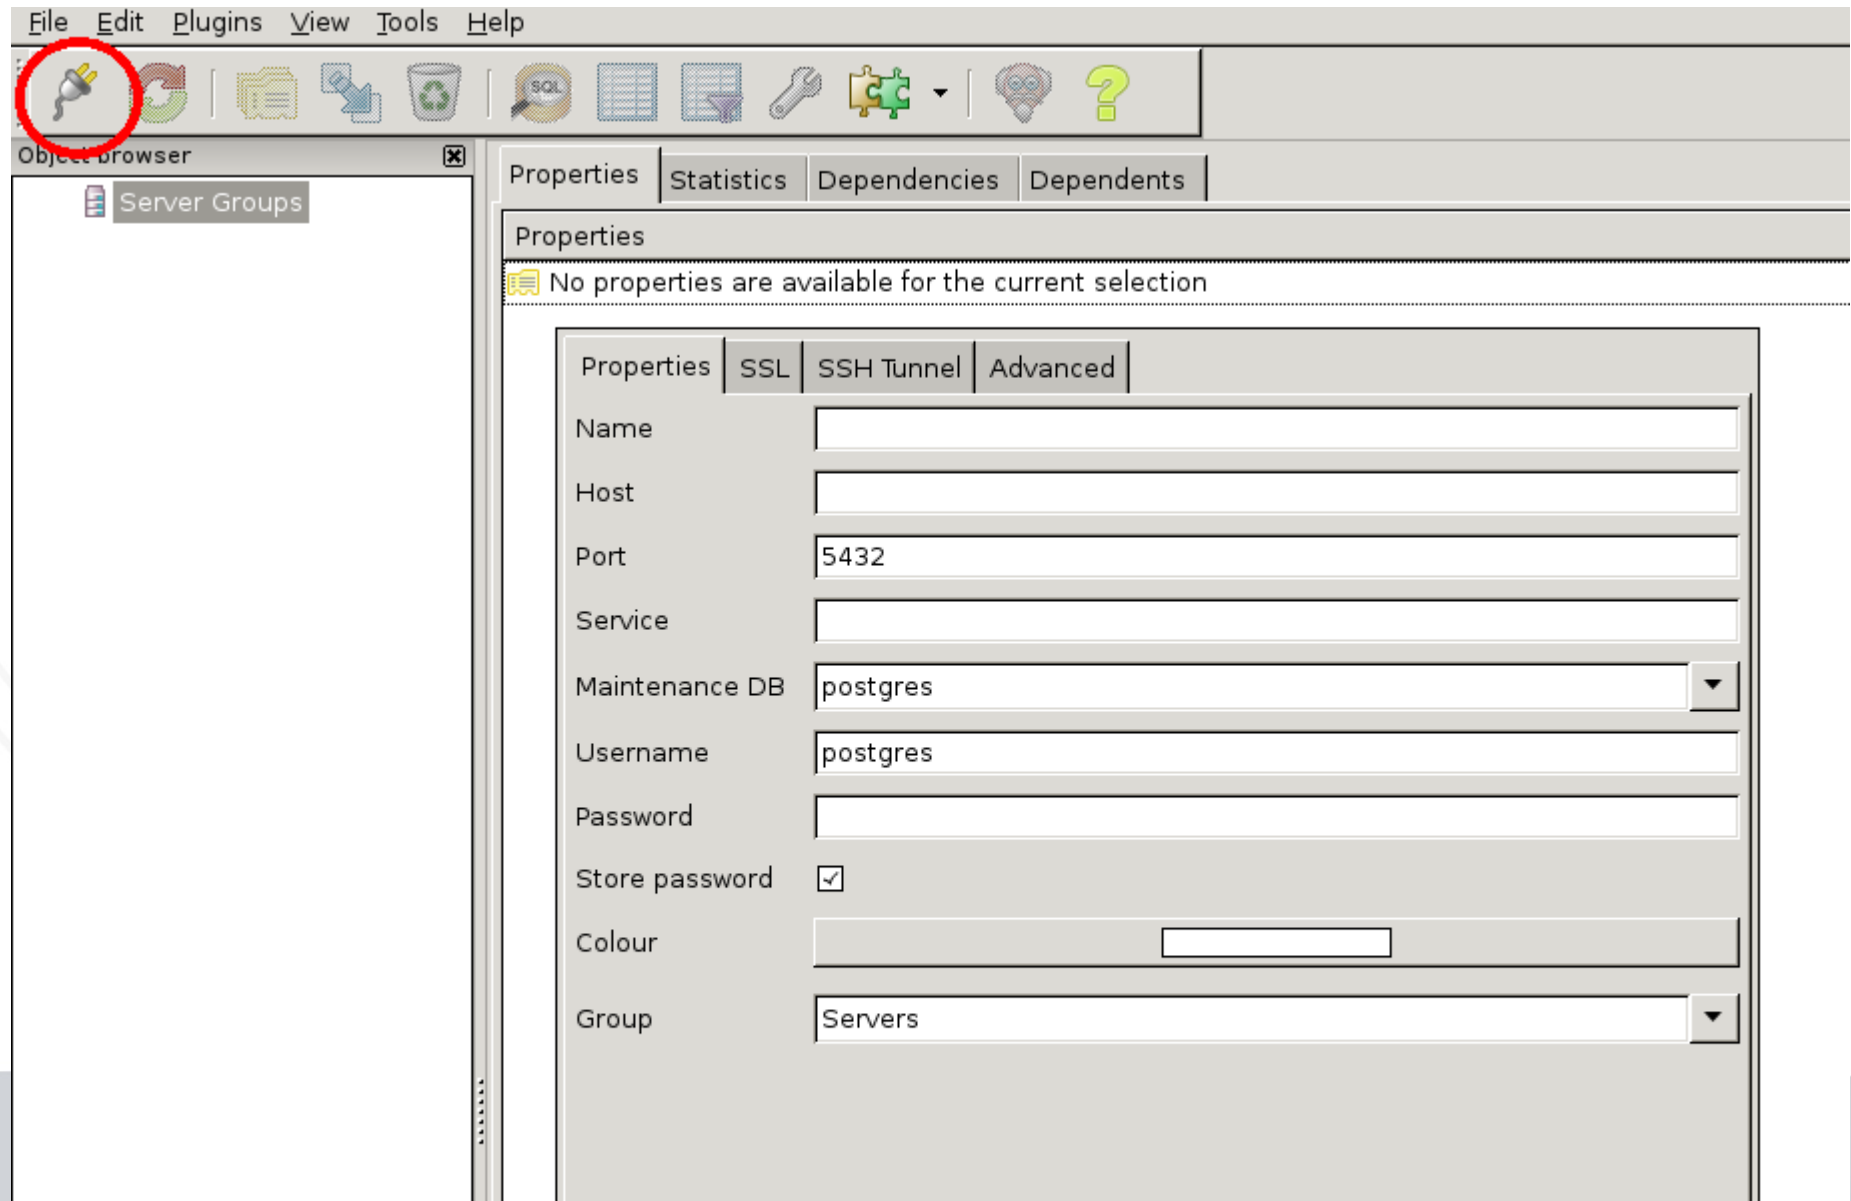 File Edit Plugins View Tools Help
SQL
Object browser
Server Groups
Properties Statistics Dependencies Dependents
Properties
No properties are available for the current selection
Properties SSL SSH Tunnel Advanced
Name
Host
Port 5432
Service
Maintenance DB postgres
Username postgres
Password
Store password
Colour
Group Servers